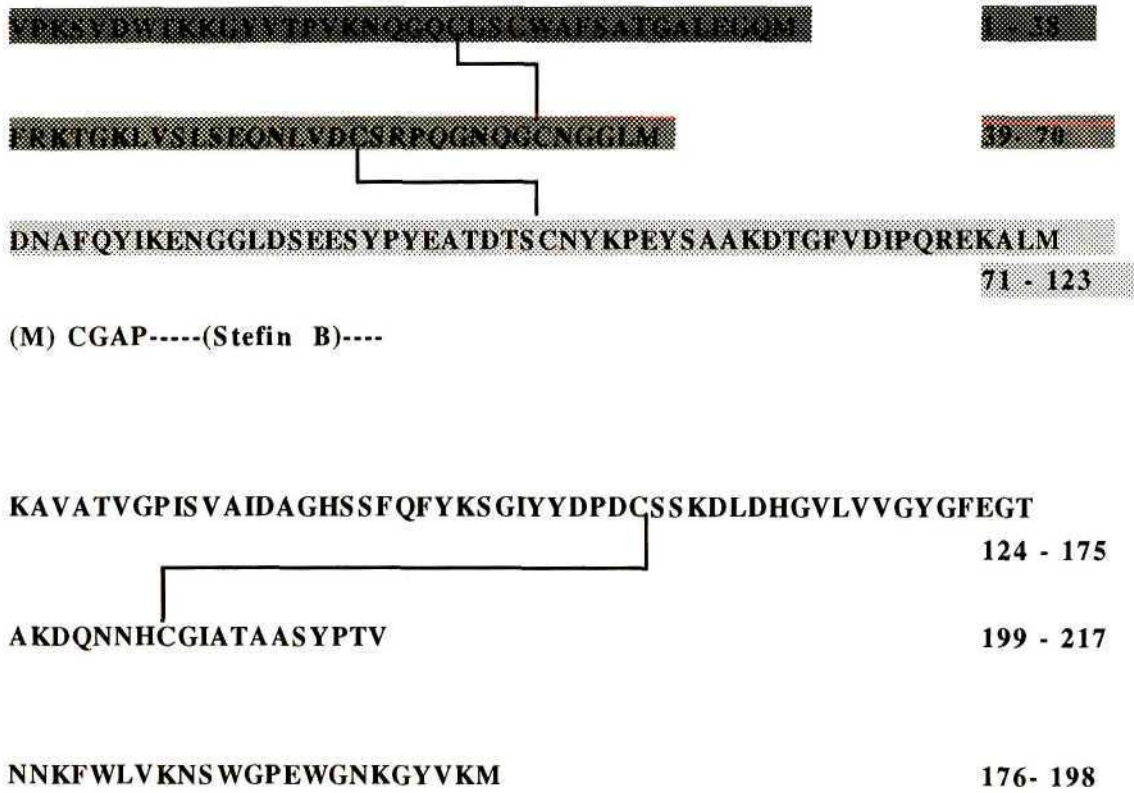 VPKSVDWTKKGYVTPVKNQGQCGSCWAFSATGALEGQM 1 - 38
FRKTGKLVSLSEQNLVDCSRPQGNQGCNGGLM 39- 70
DNAFQYIKENGGLDSEESYPYEATDTSCNYKPEYSAAKDTGFVDIPQREKALM
71 - 123
(M) CGAP-----(Stefin B)----
KAVATVGPISVAIDAGHSSFQFYKSGIYYDPDCSSKDLDHGVLVVGYGFEGT
124 - 175
AKDQNNHCGIATAASYPTV 199 - 217
NNKFWLVKNSWGPEWGNKGYVKM 176- 198